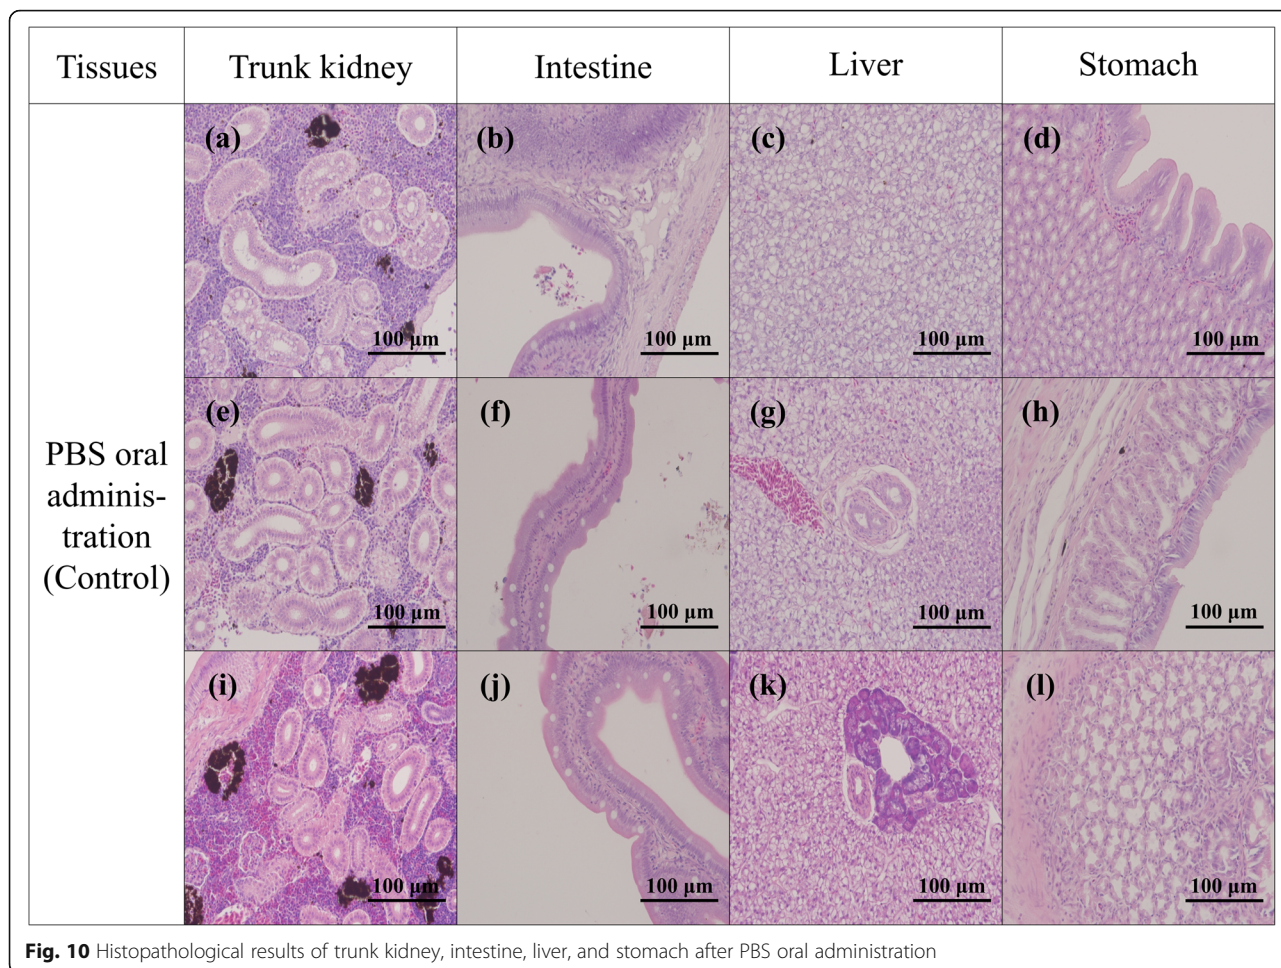 Tissues Trunk kidney Intestine Liver Stomach
(a) (b) (c) (d)
100 μm 100 μm 100 μm 100 μm
(e) (f) (g) (h)
PBS oral
adminis-
tration
(Control)
100 μm 100 μm 100 μm 100 μm
(i) (j) (k) (l)
100 μm 100 μm 100 μm 100 μm
Fig. 10 Histopathological results of trunk kidney, intestine, liver, and stomach after PBS oral administration